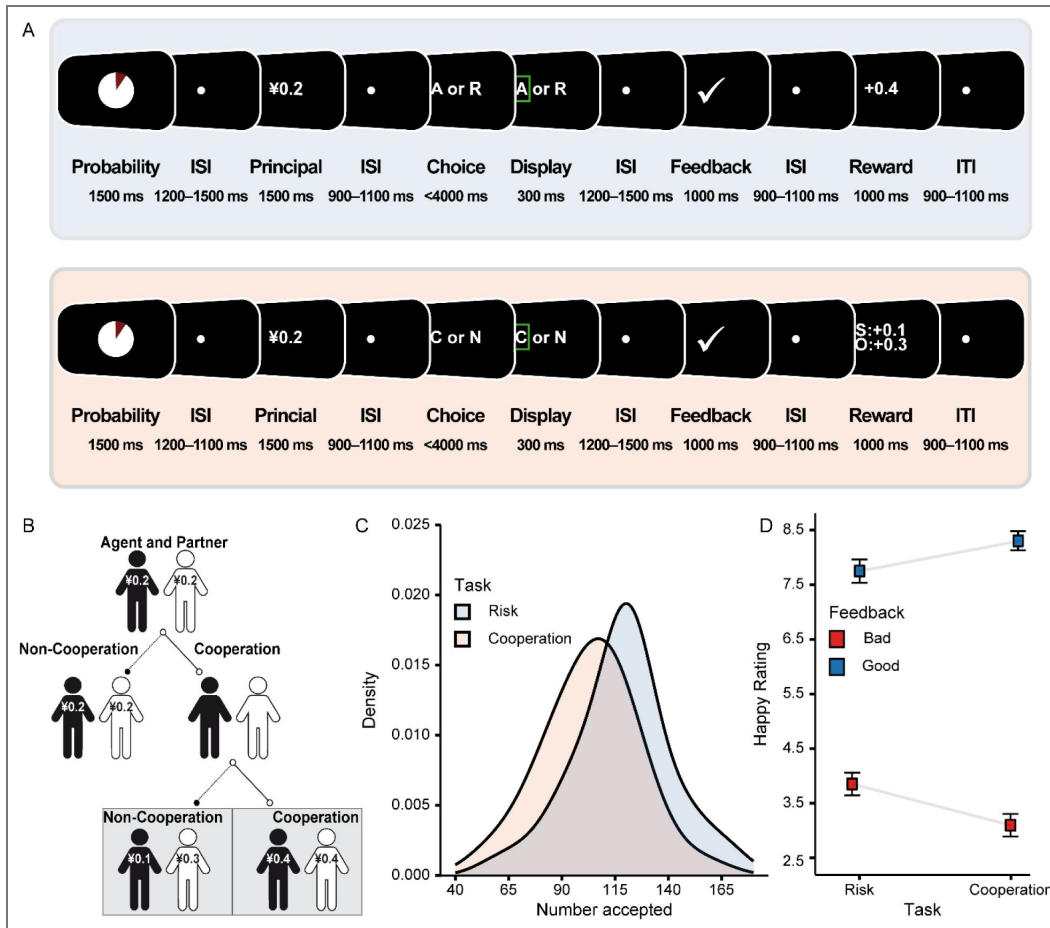 A
¥0.2
A or R
A or R
+0.4
Probability ISI Principal ISI Choice Display ISI Feedback ISI Reward ITI
1500 ms 1200–1500 ms 1500 ms 900–1100 ms <4000 ms 300 ms 1200–1500 ms 1000 ms 900–1100 ms 1000 ms 900–1100 ms
¥0.2
C or N
C or N
S:+0.1
O:+0.3
Probability ISI Princial ISI Choice Display ISI Feedback ISI Reward ITI
1500 ms 1200–1100 ms 1500 ms 900–1100 ms <4000 ms 300 ms 1200–1500 ms 1000 ms 900–1100 ms 1000 ms 900–1100 ms
B
Agent and Partner
¥0.2 ¥0.2
Non-Cooperation Cooperation
¥0.2 ¥0.2
Non-Cooperation Cooperation
¥0.1 ¥0.3 ¥0.4 ¥0.4
C
0.025
0.020
0.015
0.010
0.005
0.000
Density
Task
Risk
Cooperation
40 65 90 115 140 165
Number accepted
D
8.5
7.5
6.5
5.5
4.5
3.5
2.5
Happy Rating
Feedback
Bad
Good
Risk Cooperation
Task